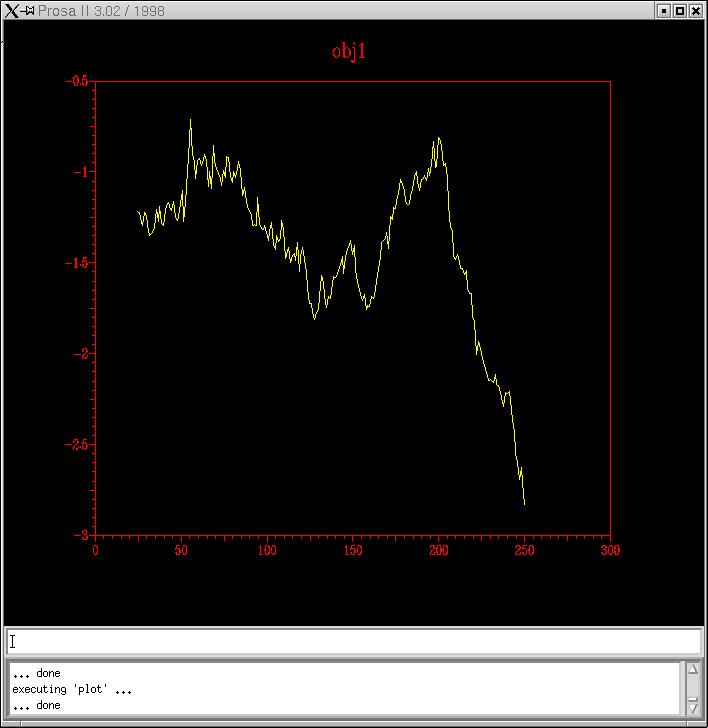 Prosa II 3.02 / 1998
obj1
-0.5
-1
-1.5
-2
-2.5
-3
0 50 100 150 200 250 300
... done
executing 'plot' ...
... done